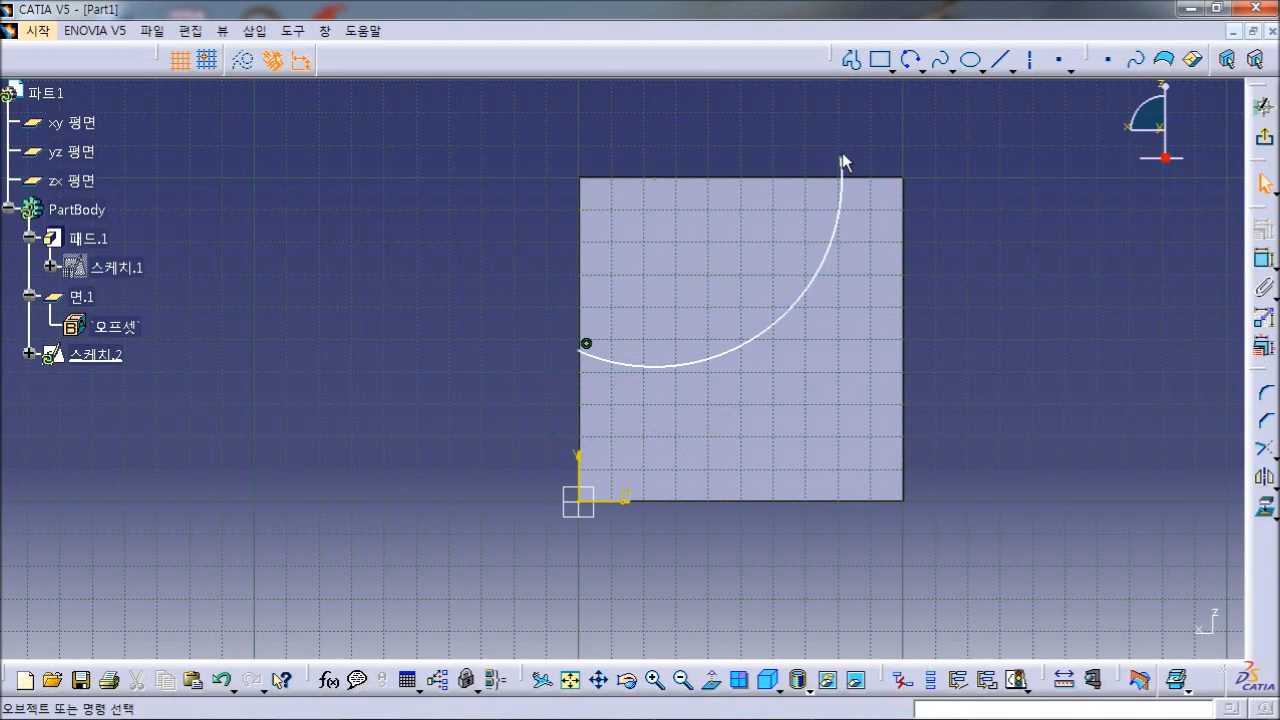 CATIA V5 - [Part1]
시작 ENOVIA V5 파일 편집 뷰 삽입 도구 창 도움말
파트1
xy 평면
yz 평면
zx 평면
PartBody
패드.1
스케치.1
면.1
`오프셋`
스케치.2
z
x y
V
H
z
x
f(x)
CATIA
오브젝트 또는 명령 선택